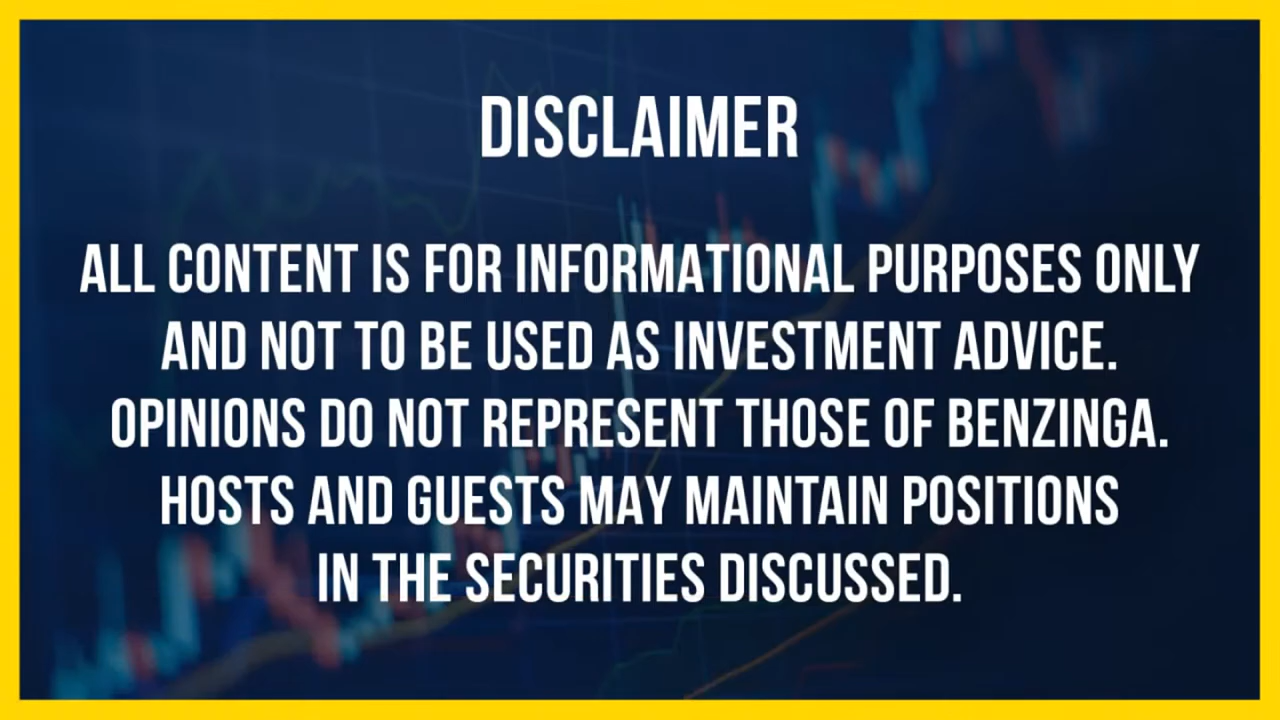 DISCLAIMER
ALL CONTENT IS FOR INFORMATIONAL PURPOSES ONLY
AND NOT TO BE USED AS INVESTMENT ADVICE.
OPINIONS DO NOT REPRESENT THOSE OF BENZINGA.
HOSTS AND GUESTS MAY MAINTAIN POSITIONS
IN THE SECURITIES DISCUSSED.